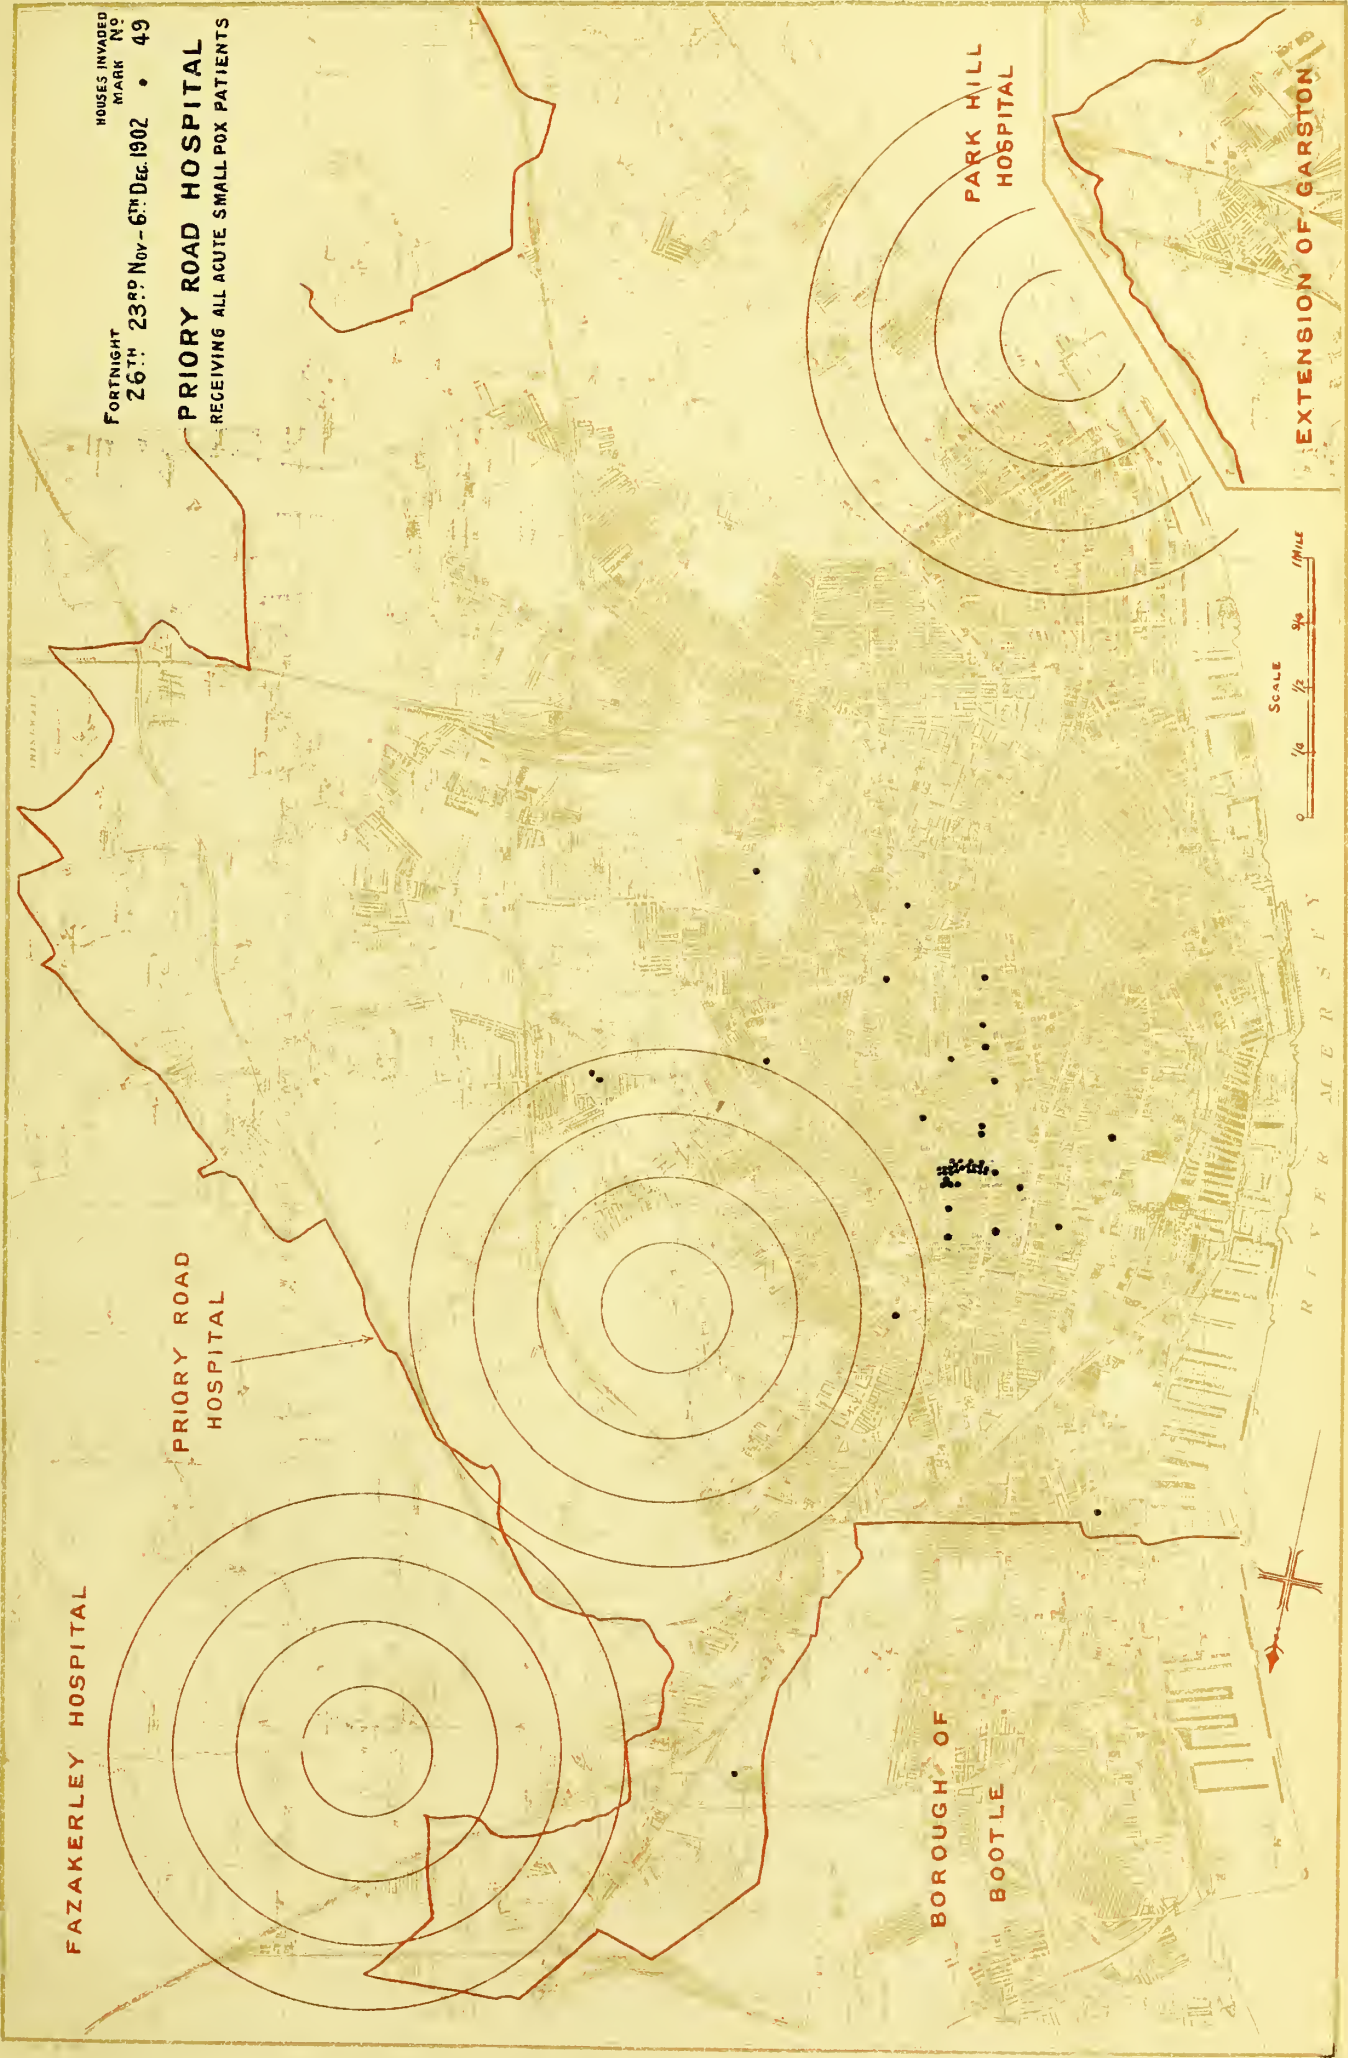 HOUSES INVADED
FORTNIGHT MARK No
26TH 23RD Nov - 6TH DEC. 1902 • 49
PRIORY ROAD HOSPITAL
RECEIVING ALL ACUTE SMALL POX PATIENTS
FAZAKERLEY HOSPITAL
PRIORY ROAD
HOSPITAL
PARK HILL
HOSPITAL
EXTENSION OF GARSTON
BOROUGH OF
BOOTLE
SCALE
0 1/4 1/2 3/4 1 MILE
RIVER MERSEY